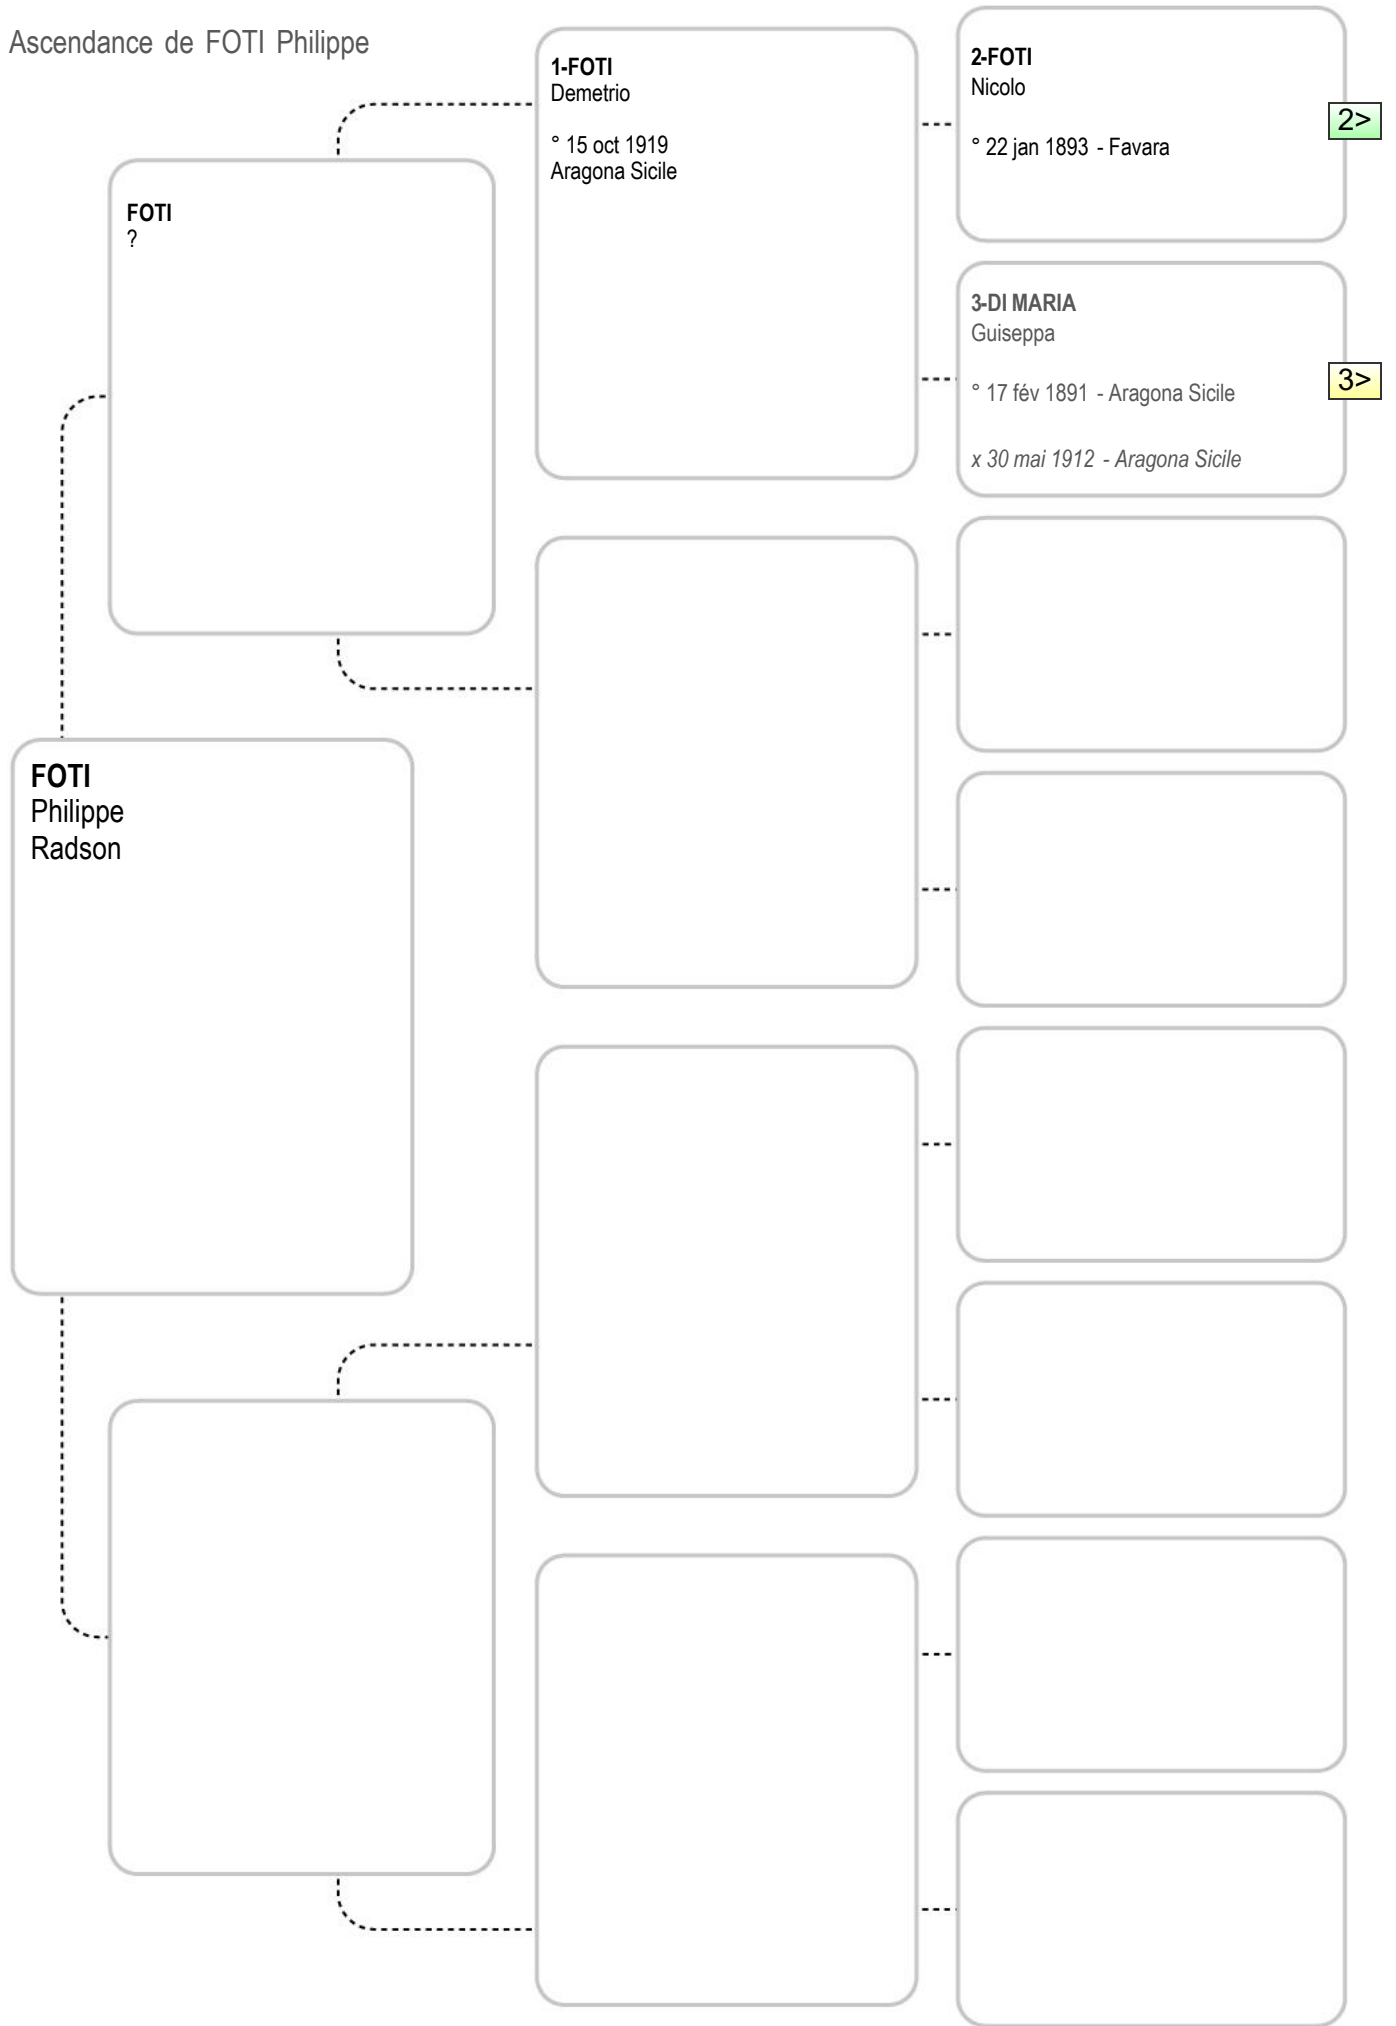 Ascendance de FOTI Philippe
FOTI
?
FOTI
Philippe
Radson
1-FOTI
Demetrio
° 15 oct 1919
Aragona Sicile
2-FOTI
Nicolo
° 22 jan 1893 - Favara
2>
3-DI MARIA
Guiseppa
° 17 fév 1891 - Aragona Sicile
x 30 mai 1912 - Aragona Sicile
3>